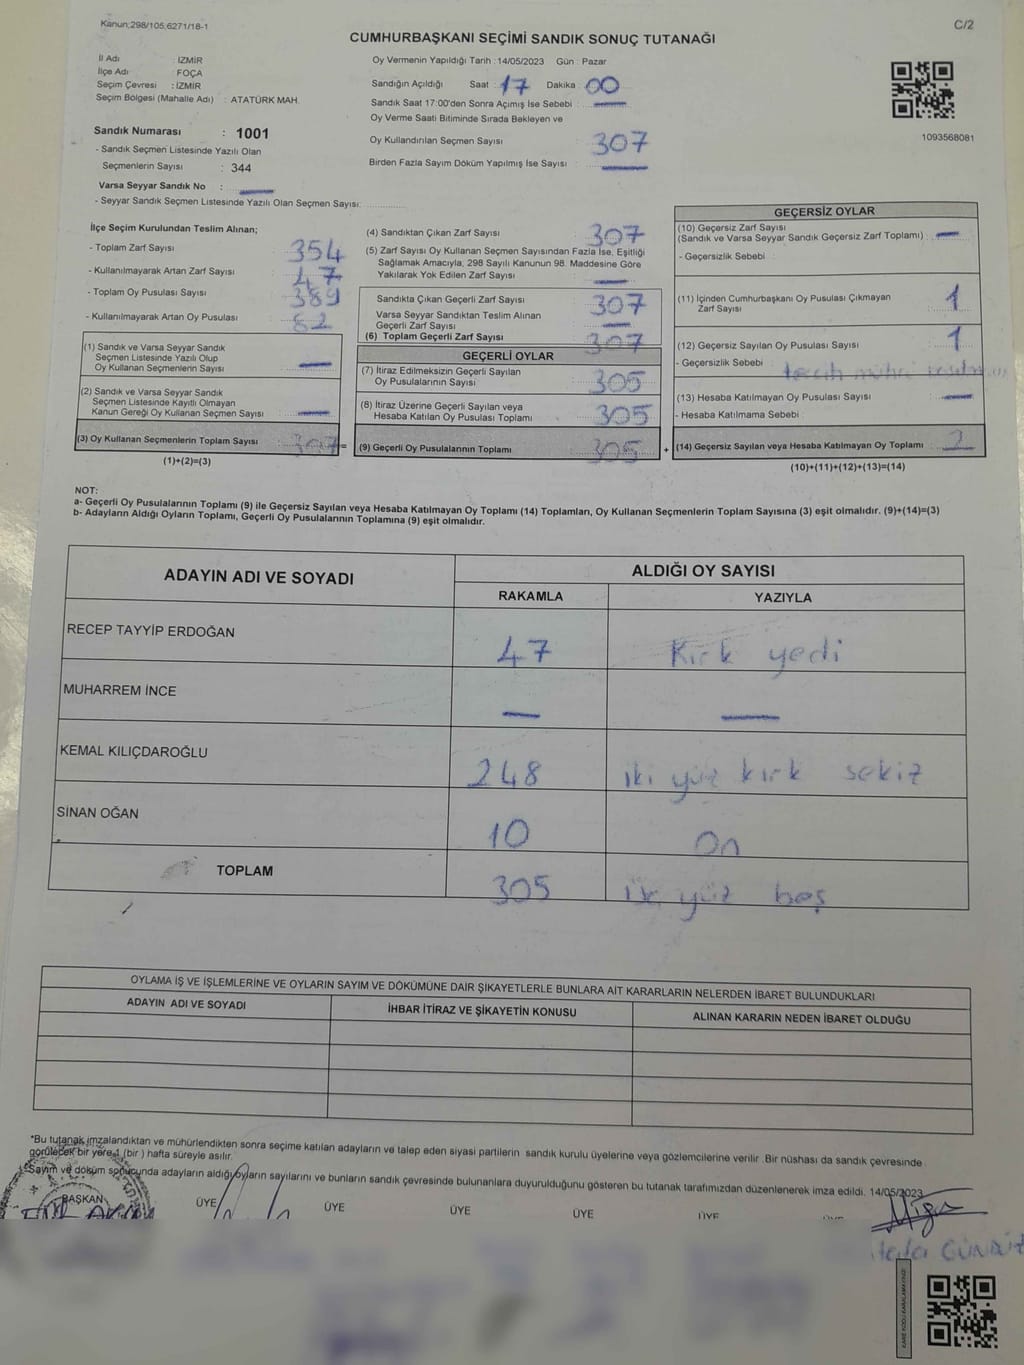 Kanun;298/105;6271/18-1
C/2
CUMHURBAŞKANI SEÇİMİ SANDIK SONUÇ TUTANAĞI
İl Adı : İZMİR
İlçe Adı : FOÇA
Seçim Çevresi : İZMİR
Seçim Bölgesi (Mahalle Adı) : ATATÜRK MAH.
Sandık Numarası : 1001
- Sandık Seçmen Listesinde Yazılı Olan
Seçmenlerin Sayısı : 344
Varsa Seyyar Sandık No :
- Seyyar Sandık Seçmen Listesinde Yazılı Olan Seçmen Sayısı:
Oy Vermenin Yapıldığı Tarih : 14/05/2023 Gün : Pazar
Sandığın Açıldığı Saat 17 Dakika 00
Sandık Saat 17:00'den Sonra Açımış İse Sebebi
Oy Verme Saati Bitiminde Sırada Bekleyen ve
Oy Kullandırılan Seçmen Sayısı 307
Birden Fazla Sayım Döküm Yapılmış İse Sayısı
1093568081
İlçe Seçim Kurulundan Teslim Alınan;
- Toplam Zarf Sayısı 354
- Kullanılmayarak Artan Zarf Sayısı 47
- Toplam Oy Pusulası Sayısı 389
- Kullanılmayarak Artan Oy Pusulası 82
(1) Sandık ve Varsa Seyyar Sandık
Seçmen Listesinde Yazılı Olup
Oy Kullanan Seçmenlerin Sayısı
(2) Sandık ve Varsa Seyyar Sandık
Seçmen Listesinde Kayıtlı Olmayan
Kanun Gereği Oy Kullanan Seçmen Sayısı
(3) Oy Kullanan Seçmenlerin Toplam Sayısı : 307 =
(1)+(2)=(3)
(4) Sandıktan Çıkan Zarf Sayısı 307
(5) Zarf Sayısı Oy Kullanan Seçmen Sayısından Fazla İse, Eşitliği
Sağlamak Amacıyla, 298 Sayılı Kanunun 98. Maddesine Göre
Yakılarak Yok Edilen Zarf Sayısı
Sandıkta Çıkan Geçerli Zarf Sayısı 307
Varsa Seyyar Sandıktan Teslim Alınan
Geçerli Zarf Sayısı
(6) Toplam Geçerli Zarf Sayısı 307
GEÇERLİ OYLAR
(7) İtiraz Edilmeksizin Geçerli Sayılan
Oy Pusulalarının Sayısı 305
(8) İtiraz Üzerine Geçerli Sayılan veya
Hesaba Katılan Oy Pusulası Toplamı 305
(9) Geçerli Oy Pusulalarının Toplamı 305 +
GEÇERSİZ OYLAR
(10) Geçersiz Zarf Sayısı
(Sandık ve Varsa Seyyar Sandık Geçersiz Zarf Toplamı)
- Geçersizlik Sebebi :
(11) İçinden Cumhurbaşkanı Oy Pusulası Çıkmayan
Zarf Sayısı 1
(12) Geçersiz Sayılan Oy Pusulası Sayısı 1
- Geçersizlik Sebebi tercih mührü
(13) Hesaba Katılmayan Oy Pusulası Sayısı
- Hesaba Katılmama Sebebi
(14) Geçersiz Sayılan veya Hesaba Katılmayan Oy Toplamı : 2
(10)+(11)+(12)+(13)=(14)
NOT:
a- Geçerli Oy Pusulalarının Toplamı (9) ile Geçersiz Sayılan veya Hesaba Katılmayan Oy Toplamı (14) Toplamları, Oy Kullanan Seçmenlerin Toplam Sayısına (3) eşit olmalıdır. (9)+(14)=(3)
b- Adayların Aldığı Oyların Toplamı, Geçerli Oy Pusulalarının Toplamına (9) eşit olmalıdır.
ADAYIN ADI VE SOYADI
ALDIĞI OY SAYISI
RAKAMLA YAZIYLA
RECEP TAYYİP ERDOĞAN 47 Kırk yedi
MUHARREM İNCE
KEMAL KILIÇDAROĞLU 248 iki yüz kırk sekiz
SİNAN OĞAN 10 On
TOPLAM 305 yüz beş
OYLAMA İŞ VE İŞLEMLERİNE VE OYLARIN SAYIM VE DÖKÜMÜNE DAİR ŞİKAYETLERLE BUNLARA AİT KARARLARIN NELERDEN İBARET BULUNDUKLARI
ADAYIN ADI VE SOYADI İHBAR İTİRAZ VE ŞİKAYETİN KONUSU ALINAN KARARIN NEDEN İBARET OLDUĞU
*Bu tutanak imzalandıktan ve mühürlendikten sonra seçime katılan adayların ve talep eden siyasi partilerin sandık kurulu üyelerine veya gözlemcilerine verilir .Bir nüshası da sandık çevresinde
görülecek bir yere 1 (bir ) hafta süreyle asılır.
Sayım ve döküm sonucunda adayların aldığı oyların sayılarını ve bunların sandık çevresinde bulunanlara duyurulduğunu gösteren bu tutanak tarafımızdan düzenlenerek imza edildi. 14/05/2023
BAŞKAN ÜYE ÜYE ÜYE ÜYE ÜYE